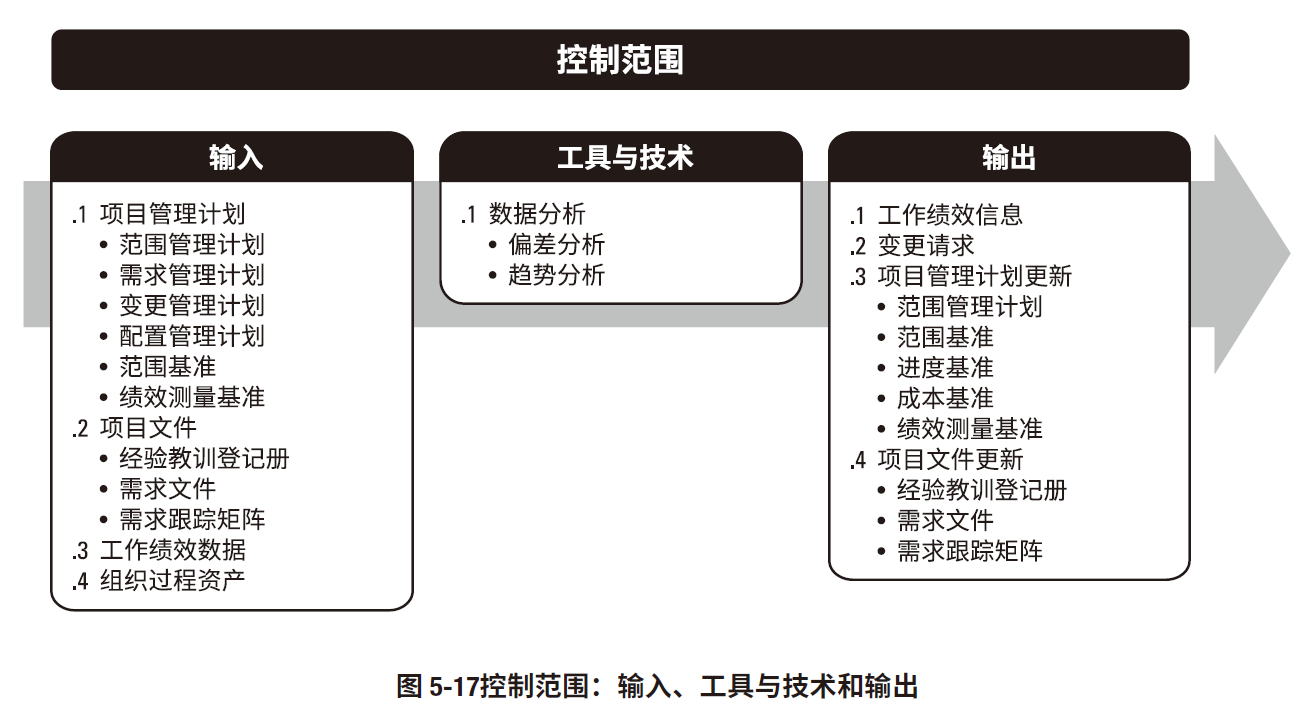 控制范围
输入
.1 项目管理计划
• 范围管理计划
• 需求管理计划
• 变更管理计划
• 配置管理计划
• 范围基准
• 绩效测量基准
.2 项目文件
• 经验教训登记册
• 需求文件
• 需求跟踪矩阵
.3 工作绩效数据
.4 组织过程资产
工具与技术
.1 数据分析
• 偏差分析
• 趋势分析
输出
.1 工作绩效信息
.2 变更请求
.3 项目管理计划更新
• 范围管理计划
• 范围基准
• 进度基准
• 成本基准
• 绩效测量基准
.4 项目文件更新
• 经验教训登记册
• 需求文件
• 需求跟踪矩阵
图 5-17控制范围：输入、工具与技术和输出